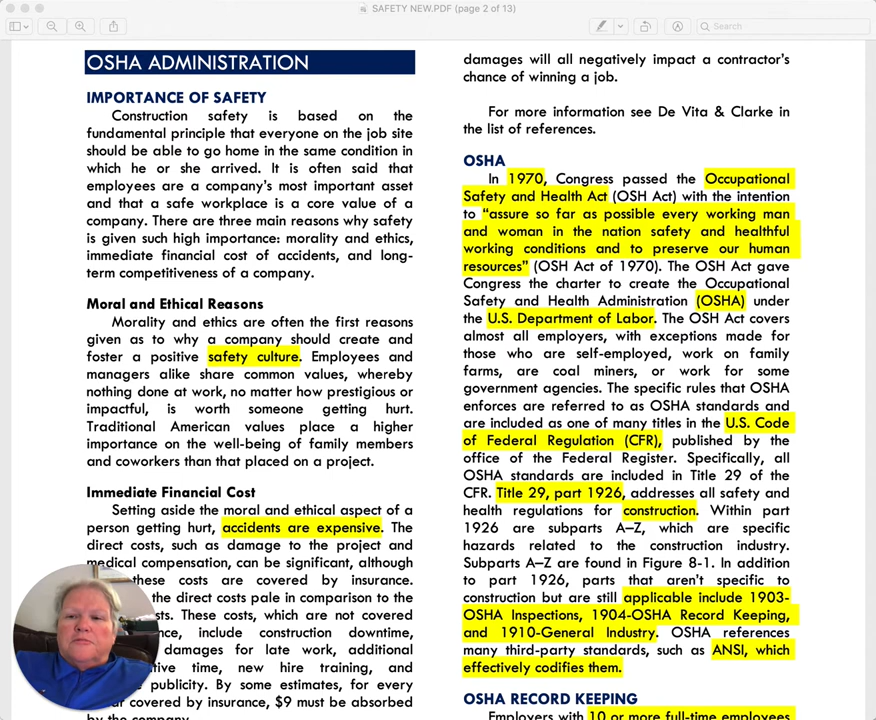 SAFETY NEW.PDF (page 2 of 13)
Search
OSHA ADMINISTRATION
IMPORTANCE OF SAFETY
Construction safety is based on the
fundamental principle that everyone on the job site
should be able to go home in the same condition in
which he or she arrived. It is often said that
employees are a company's most important asset
and that a safe workplace is a core value of a
company. There are three main reasons why safety
is given such high importance: morality and ethics,
immediate financial cost of accidents, and long-
term competitiveness of a company.
Moral and Ethical Reasons
Morality and ethics are often the first reasons
given as to why a company should create and
foster a positive safety culture. Employees and
managers alike share common values, whereby
nothing done at work, no matter how prestigious or
impactful, is worth someone getting hurt.
Traditional American values place a higher
importance on the well-being of family members
and coworkers than that placed on a project.
Immediate Financial Cost
Setting aside the moral and ethical aspect of a
person getting hurt, accidents are expensive. The
direct costs, such as damage to the project and
medical compensation, can be significant, although
these costs are covered by insurance.
the direct costs pale in comparison to the
These costs, which are not covered
include construction downtime,
damages for late work, additional
time, new hire training, and
publicity. By some estimates, for every
covered by insurance, $9 must be absorbed
by the company.
damages will all negatively impact a contractor's
chance of winning a job.
For more information see De Vita & Clarke in
the list of references.
OSHA
In 1970, Congress passed the Occupational
Safety and Health Act (OSH Act) with the intention
to "assure so far as possible every working man
and woman in the nation safety and healthful
working conditions and to preserve our human
resources" (OSH Act of 1970). The OSH Act gave
Congress the charter to create the Occupational
Safety and Health Administration (OSHA) under
the U.S. Department of Labor. The OSH Act covers
almost all employers, with exceptions made for
those who are self-employed, work on family
farms, are coal miners, or work for some
government agencies. The specific rules that OSHA
enforces are referred to as OSHA standards and
are included as one of many titles in the U.S. Code
of Federal Regulation (CFR), published by the
office of the Federal Register. Specifically, all
OSHA standards are included in Title 29 of the
CFR. Title 29, part 1926, addresses all safety and
health regulations for construction. Within part
1926 are subparts A–Z, which are specific
hazards related to the construction industry.
Subparts A–Z are found in Figure 8-1. In addition
to part 1926, parts that aren't specific to
construction but are still applicable include 1903-
OSHA Inspections, 1904-OSHA Record Keeping,
and 1910-General Industry. OSHA references
many third-party standards, such as ANSI, which
effectively codifies them.
OSHA RECORD KEEPING
Employers with 10 or more full-time employees